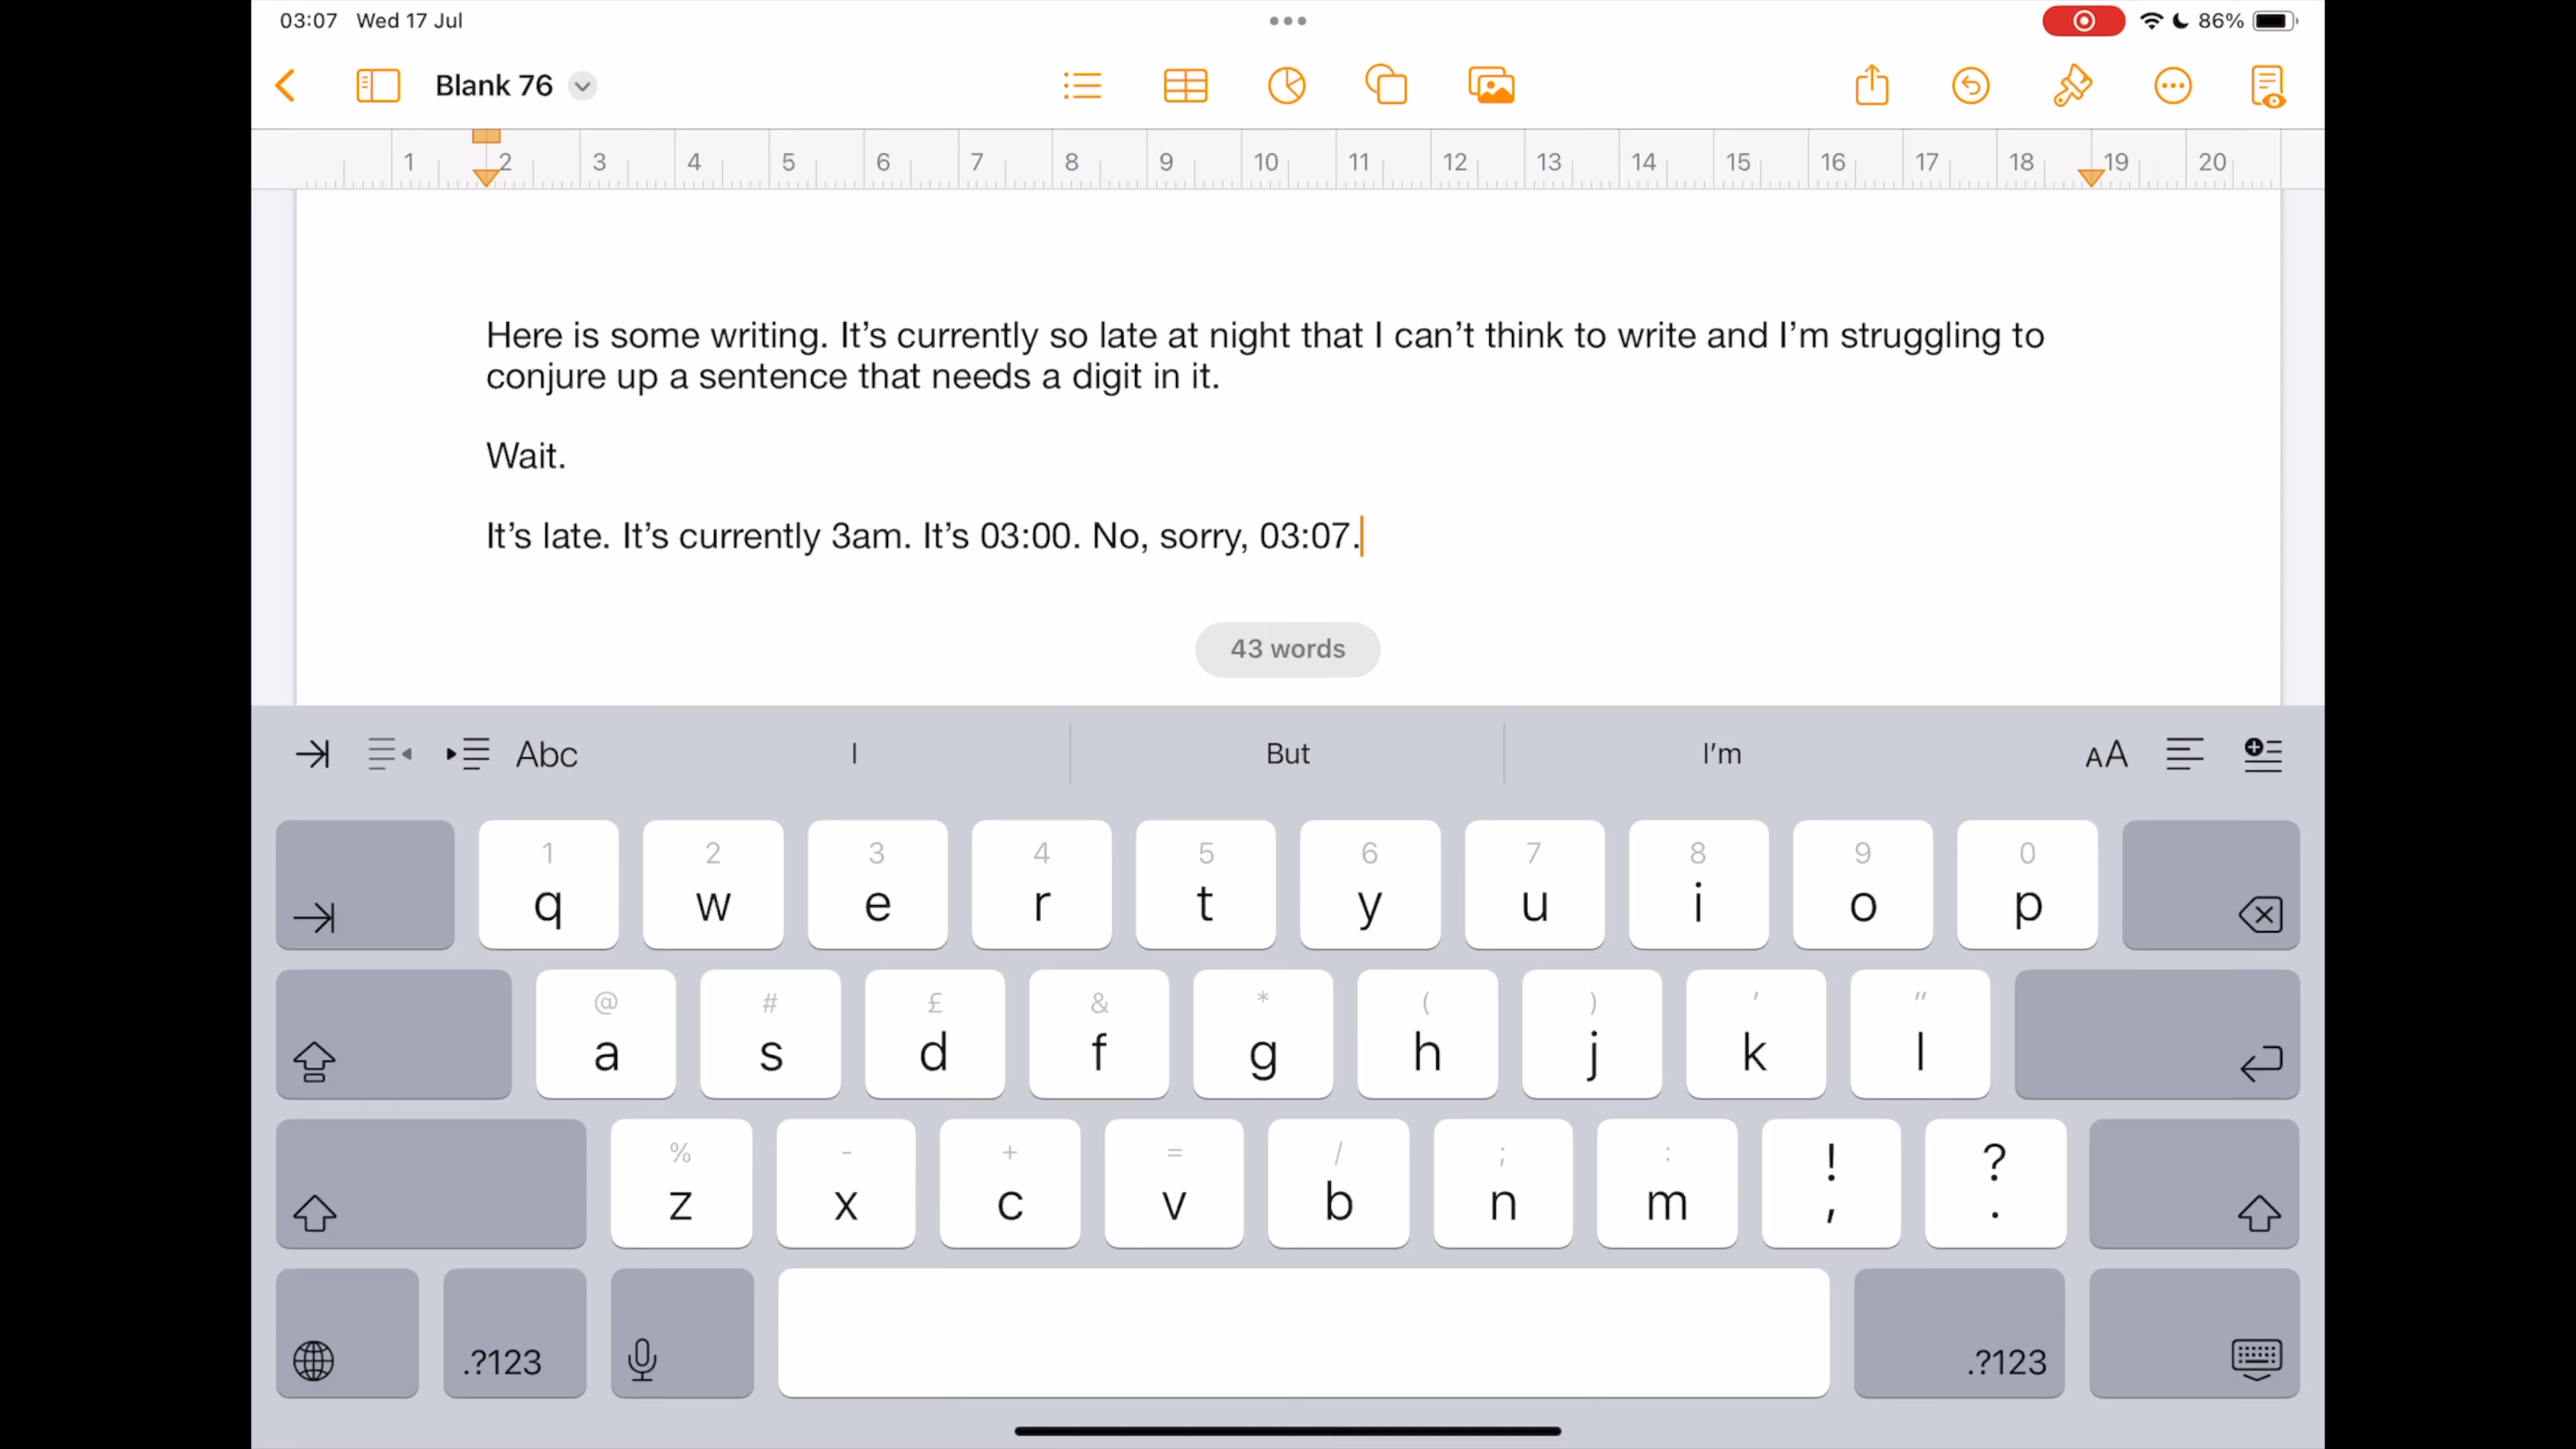 03:07 Wed 17 Jul 86%
Blank 76
1 2 3 4 5 6 7 8 9 10 11 12 13 14 15 16 17 18 19 20
Here is some writing. It’s currently so late at night that I can’t think to write and I’m struggling to
conjure up a sentence that needs a digit in it.
Wait.
It’s late. It’s currently 3am. It’s 03:00. No, sorry, 03:07.
43 words
Abc I But I’m AA
1 2 3 4 5 6 7 8 9 0
q w e r t y u i o p
@ # £ & * ( ) ' "
a s d f g h j k l
% - + = / ; : ! ?
z x c v b n m , .
.?123 .?123